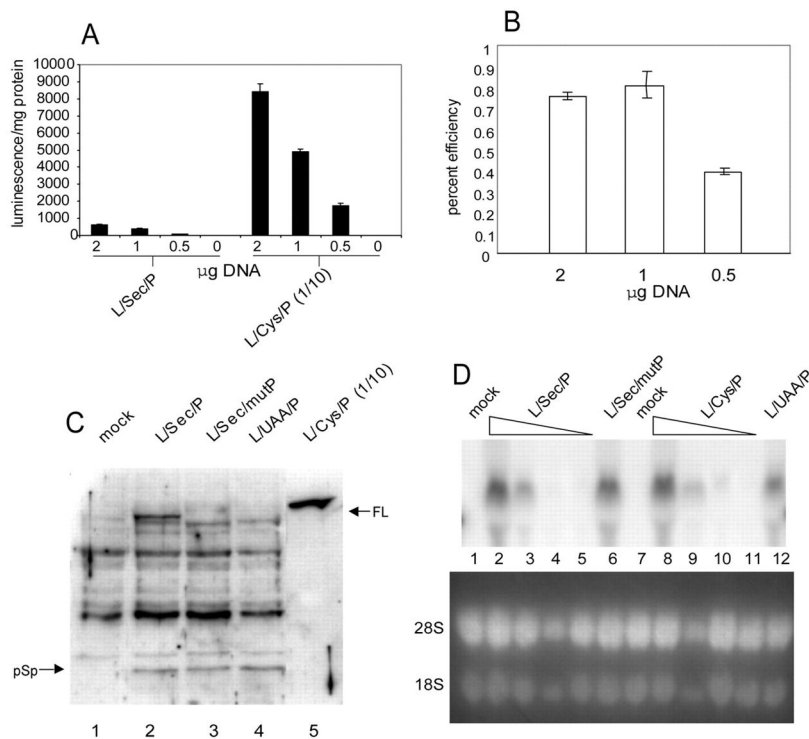 A
luminescence/mg protein
10000
9000
8000
7000
6000
5000
4000
3000
2000
1000
0
2 1 0.5 0 2 1 0.5 0
µg DNA
L/Sec/P
L/Cys/P (1/10)
B
percent efficiency
1
0.9
0.8
0.7
0.6
0.5
0.4
0.3
0.2
0.1
0
2 1 0.5
µg DNA
C
mock
L/Sec/P
L/Sec/mutP
L/UAA/P
L/Cys/P (1/10)
FL
pSp
1 2 3 4 5
D
mock
L/Sec/P
L/Sec/mutP
mock
L/Cys/P
L/UAA/P
1 2 3 4 5 6 7 8 9 10 11 12
28S
18S